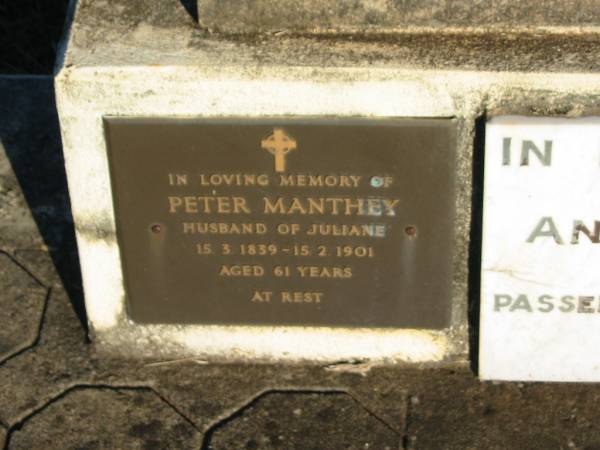 IN LOVING MEMORY OF
PETER MANTHEY
HUSBAND OF JULIANE
15. 3. 1839 - 15. 2. 1901
AGED 61 YEARS
AT REST
IN
AN
PASSE